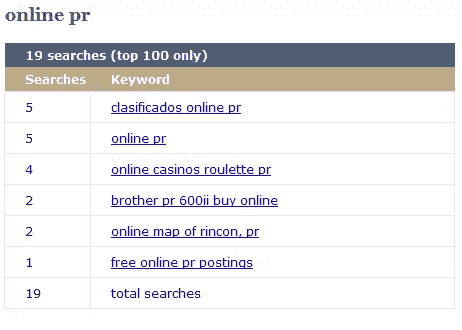 online pr
19 searches (top 100 only)
Searches Keyword
5 clasificados online pr
5 online pr
4 online casinos roulette pr
2 brother pr 600ii buy online
2 online map of rincon, pr
1 free online pr postings
19 total searches